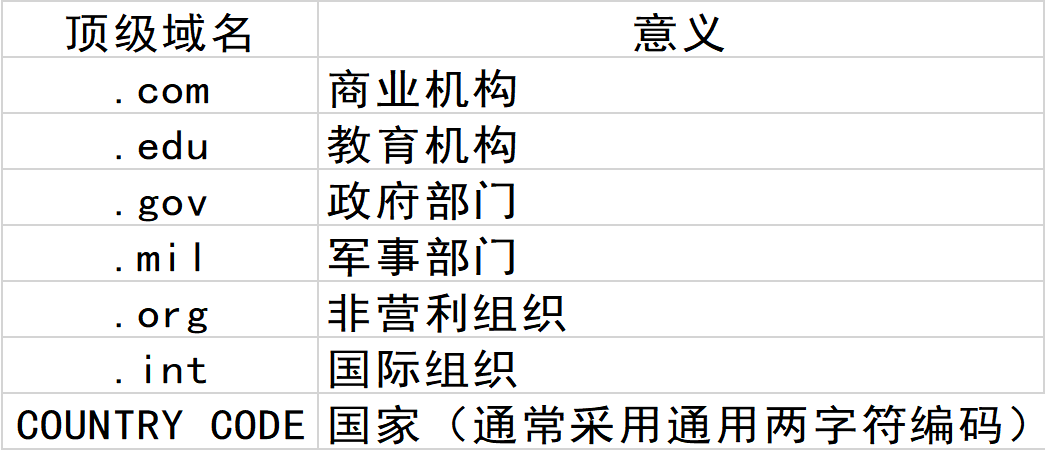 顶级域名 意义
.com 商业机构
.edu 教育机构
.gov 政府部门
.mil 军事部门
.org 非营利组织
.int 国际组织
COUNTRY CODE 国家（通常采用通用两字符编码）